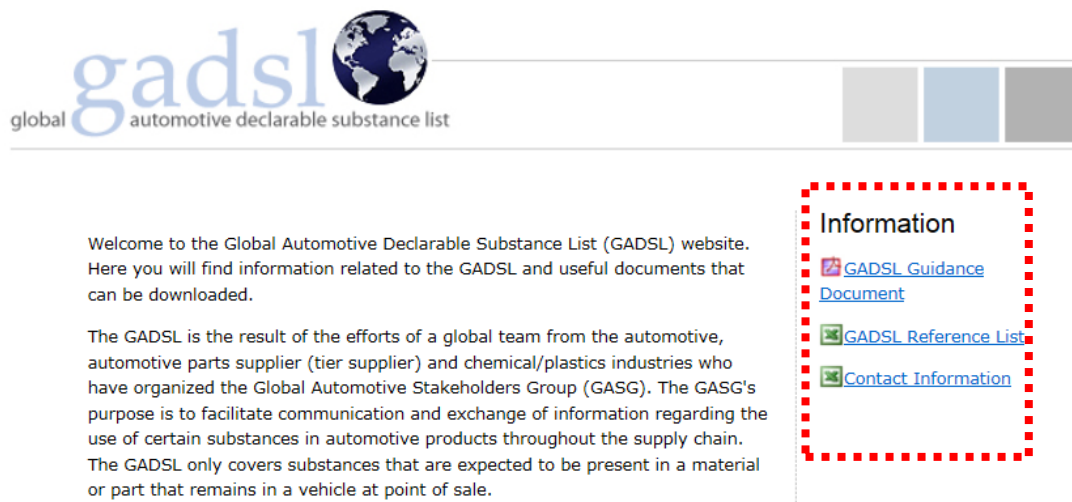 gadsl
global automotive declarable substance list
Welcome to the Global Automotive Declarable Substance List (GADSL) website.
Here you will find information related to the GADSL and useful documents that
can be downloaded.
The GADSL is the result of the efforts of a global team from the automotive,
automotive parts supplier (tier supplier) and chemical/plastics industries who
have organized the Global Automotive Stakeholders Group (GASG). The GASG's
purpose is to facilitate communication and exchange of information regarding the
use of certain substances in automotive products throughout the supply chain.
The GADSL only covers substances that are expected to be present in a material
or part that remains in a vehicle at point of sale.
Information
GADSL Guidance
Document
GADSL Reference List
Contact Information